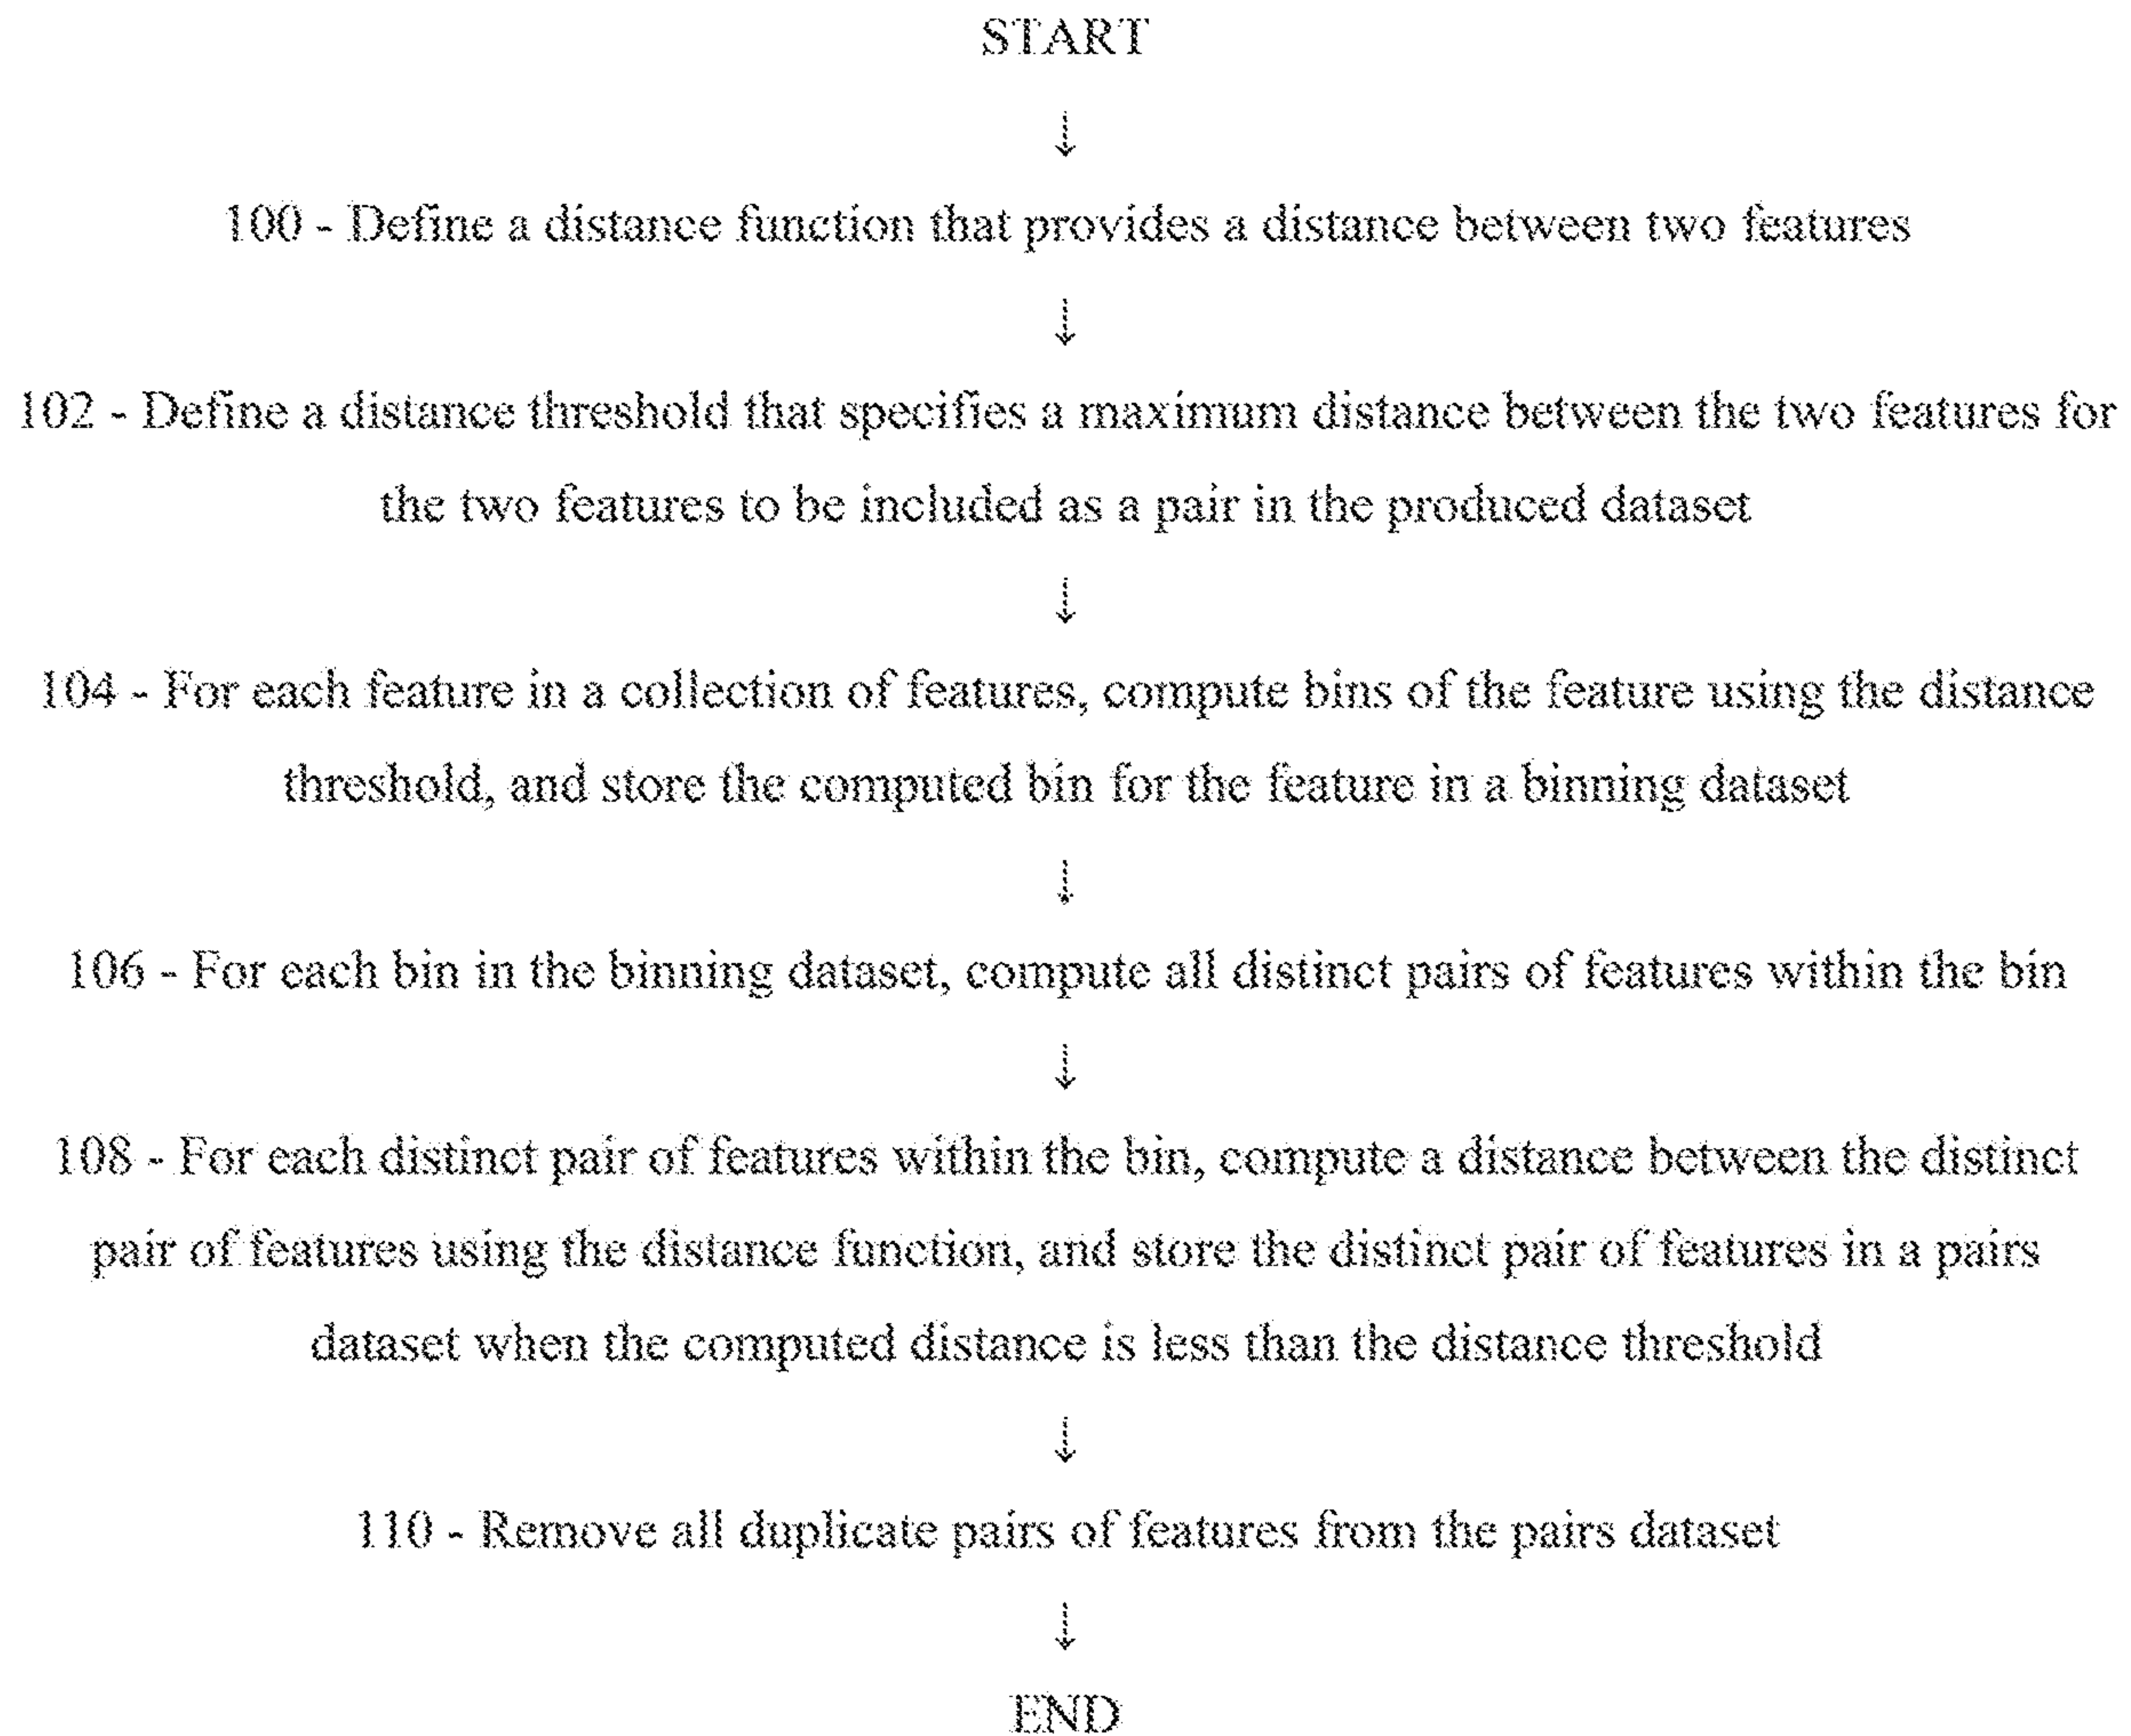 START
↓
100 - Define a distance function that provides a distance between two features
↓
102 - Define a distance threshold that specifies a maximum distance between the two features for
the two features to be included as a pair in the produced dataset
↓
104 - For each feature in a collection of features, compute bins of the feature using the distance
threshold, and store the computed bin for the feature in a binning dataset
↓
106 - For each bin in the binning dataset, compute all distinct pairs of features within the bin
↓
108 - For each distinct pair of features within the bin, compute a distance between the distinct
pair of features using the distance function, and store the distinct pair of features in a pairs
dataset when the computed distance is less than the distance threshold
↓
110 - Remove all duplicate pairs of features from the pairs dataset
↓
END